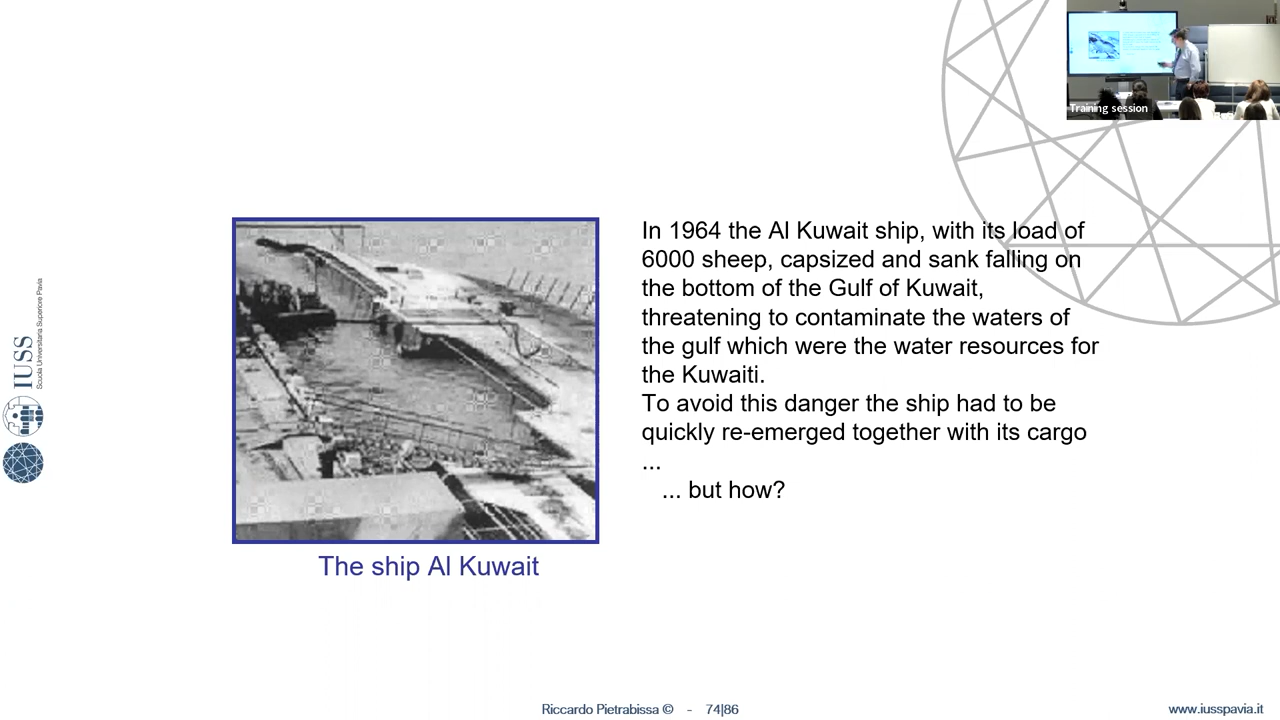 Training session
In 1964 the Al Kuwait ship, with its load of
6000 sheep, capsized and sank falling on
the bottom of the Gulf of Kuwait,
threatening to contaminate the waters of
the gulf which were the water resources for
the Kuwaiti.
To avoid this danger the ship had to be
quickly re-emerged together with its cargo
...
... but how?
The ship Al Kuwait
IUSS
Scuola Universitaria Superiore Pavia
Riccardo Pietrabissa © - 74|86
www.iusspavia.it